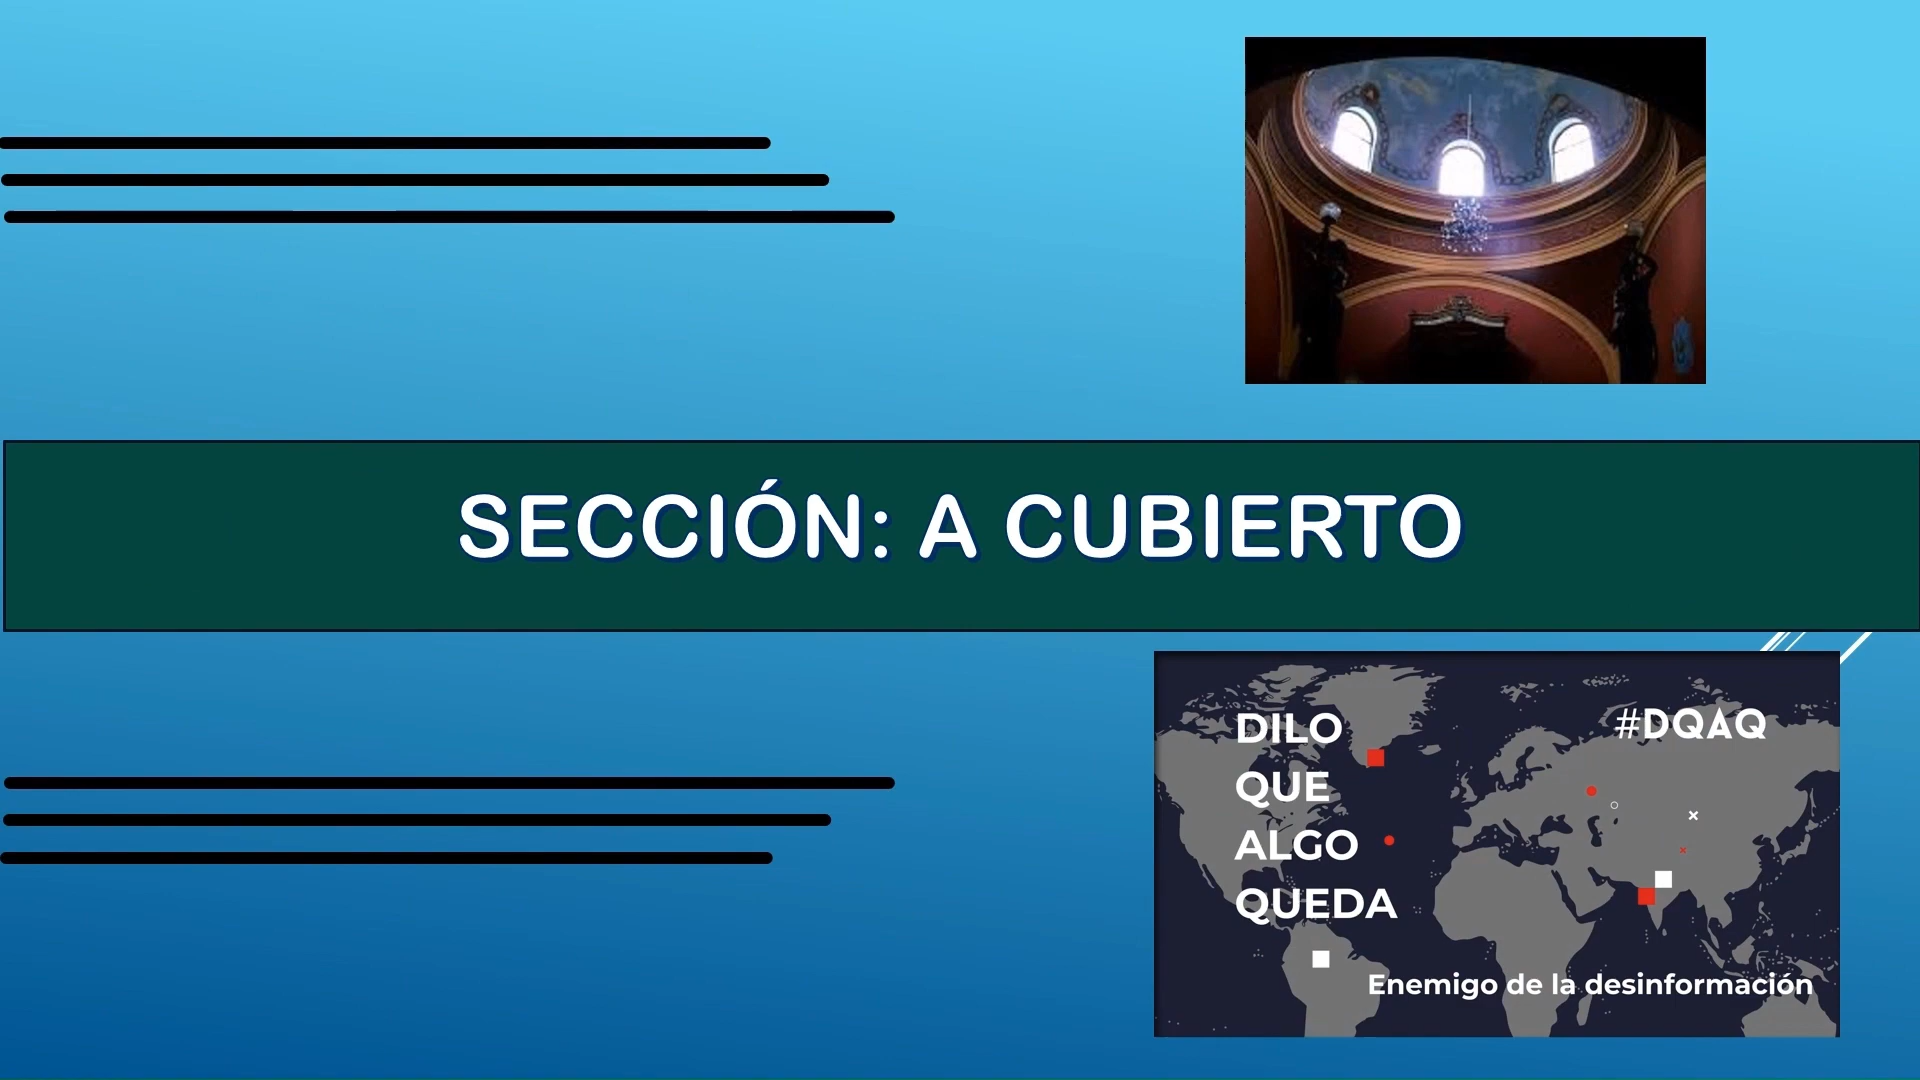 SECCIÓN: A CUBIERTO
DILO
QUE
ALGO
QUEDA
#DQAQ
Enemigo de la desinformación